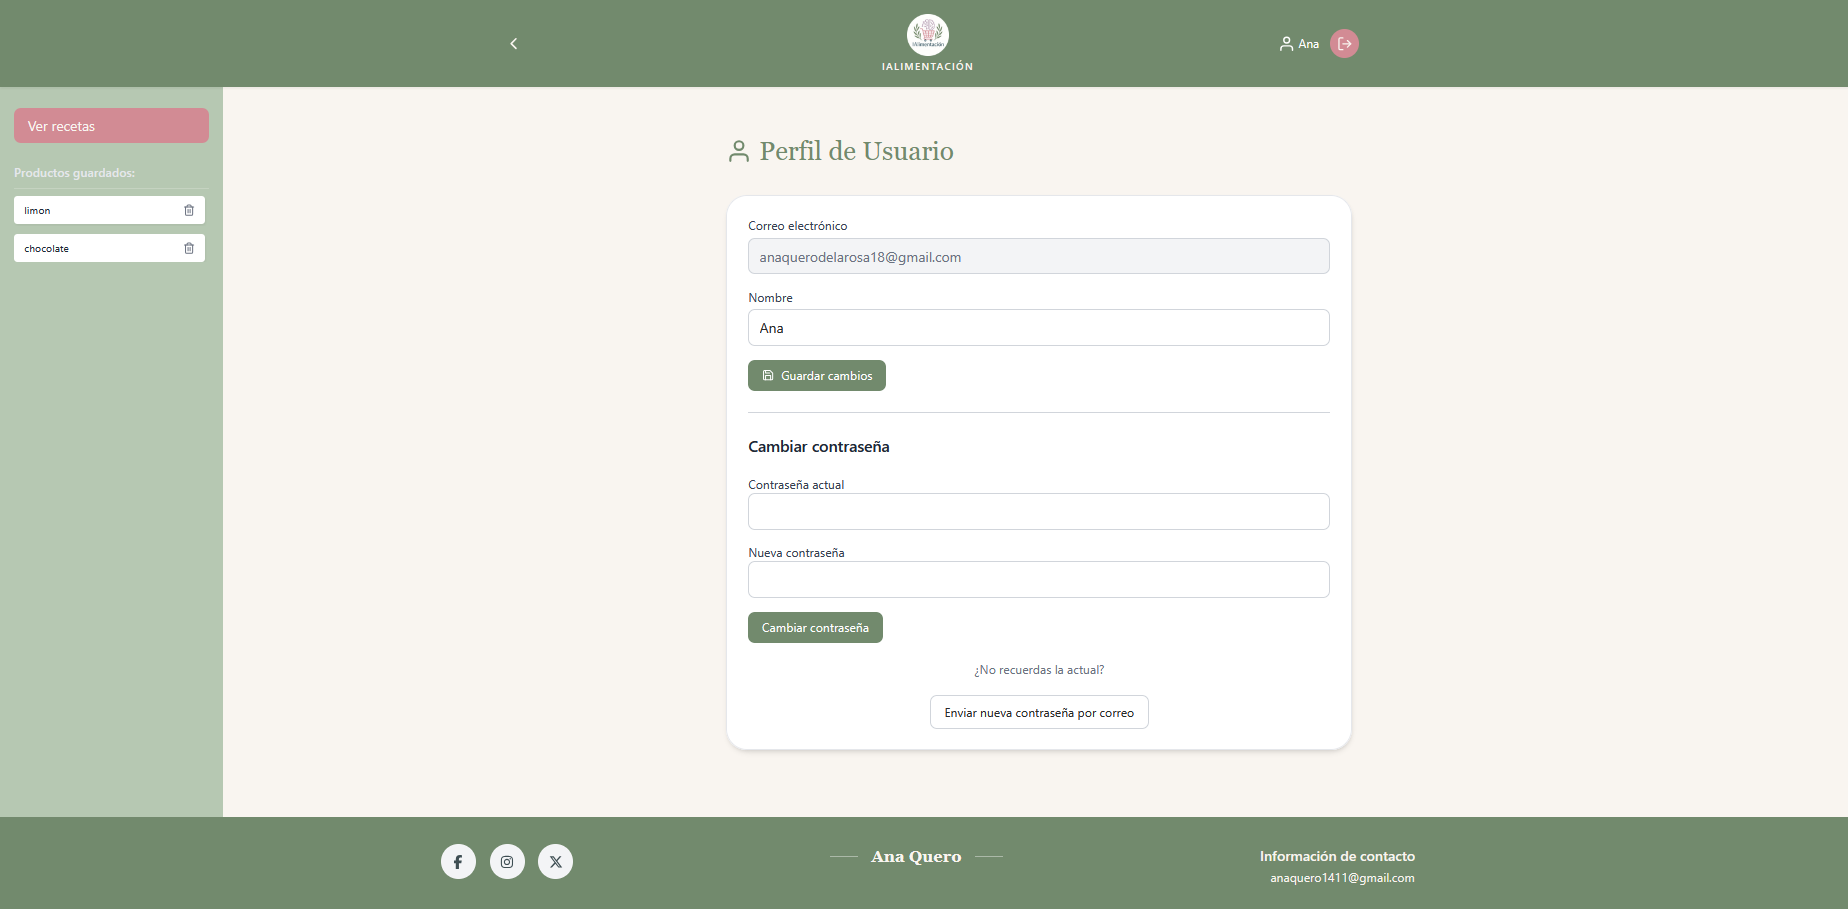 IAlimentación
IALIMENTACIÓN
Ana
Ver recetas
Productos guardados:
limon
chocolate
Perfil de Usuario
Correo electrónico
anaquerodelarosa18@gmail.com
Nombre
Ana
Guardar cambios
Cambiar contraseña
Contraseña actual
Nueva contraseña
Cambiar contraseña
¿No recuerdas la actual?
Enviar nueva contraseña por correo
Ana Quero
Información de contacto
anaquero1411@gmail.com